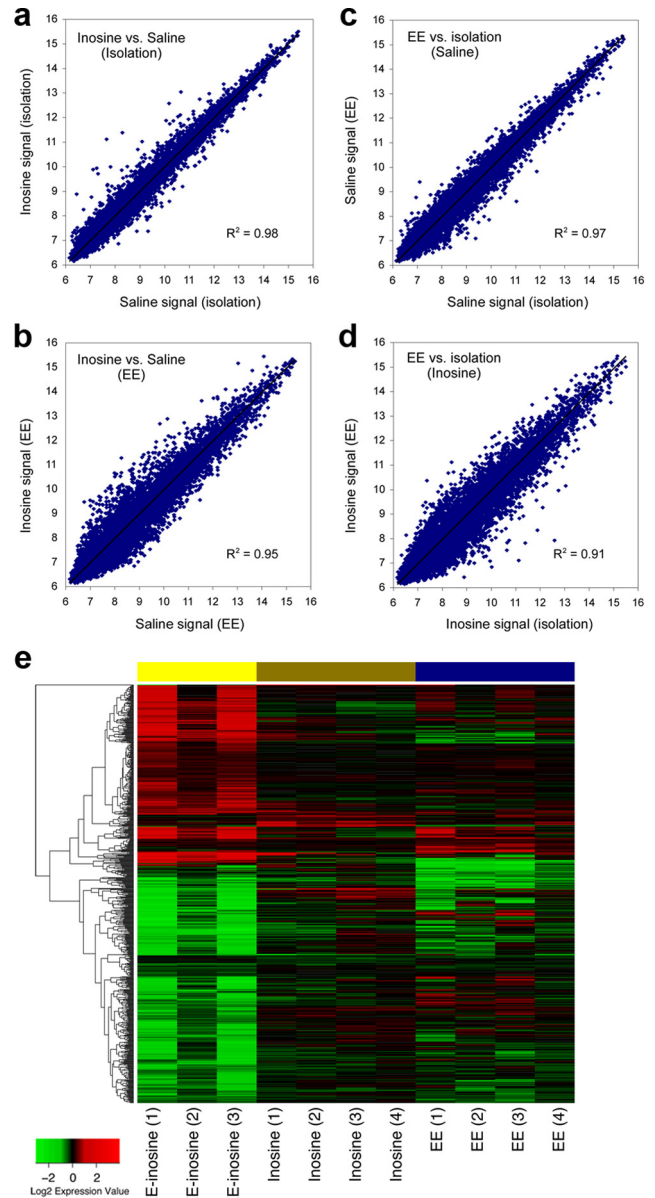 a
Inosine vs. Saline
(Isolation)
Inosine signal (isolation)
16
15
14
13
12
11
10
9
8
7
6
R² = 0.98
6 7 8 9 10 11 12 13 14 15 16
Saline signal (isolation)
c
EE vs. isolation
(Saline)
Saline signal (EE)
16
15
14
13
12
11
10
9
8
7
6
R² = 0.97
6 7 8 9 10 11 12 13 14 15 16
Saline signal (isolation)
b
Inosine vs. Saline
(EE)
Inosine signal (EE)
16
15
14
13
12
11
10
9
8
7
6
R² = 0.95
6 7 8 9 10 11 12 13 14 15 16
Saline signal (EE)
d
EE vs. isolation
(Inosine)
Inosine signal (EE)
16
15
14
13
12
11
10
9
8
7
6
R² = 0.91
6 7 8 9 10 11 12 13 14 15 16
Inosine signal (isolation)
e
E-inosine (1)
E-inosine (2)
E-inosine (3)
Inosine (1)
Inosine (2)
Inosine (3)
Inosine (4)
EE (1)
EE (2)
EE (3)
EE (4)
−2 0 2
Log2 Expression Value